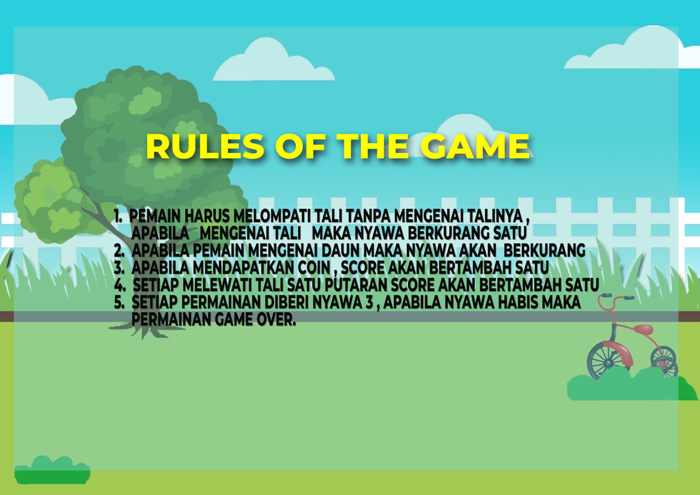 RULES OF THE GAME
1. PEMAIN HARUS MELOMPATI TALI TANPA MENGENAI TALINYA ,
APABILA MENGENAI TALI MAKA NYAWA BERKURANG SATU
2. APABILA PEMAIN MENGENAI DAUN MAKA NYAWA AKAN BERKURANG
3. APABILA MENDAPATKAN COIN , SCORE AKAN BERTAMBAH SATU
4. SETIAP MELEWATI TALI SATU PUTARAN SCORE AKAN BERTAMBAH SATU
5. SETIAP PERMAINAN DIBERI NYAWA 3 , APABILA NYAWA HABIS MAKA
PERMAINAN GAME OVER.